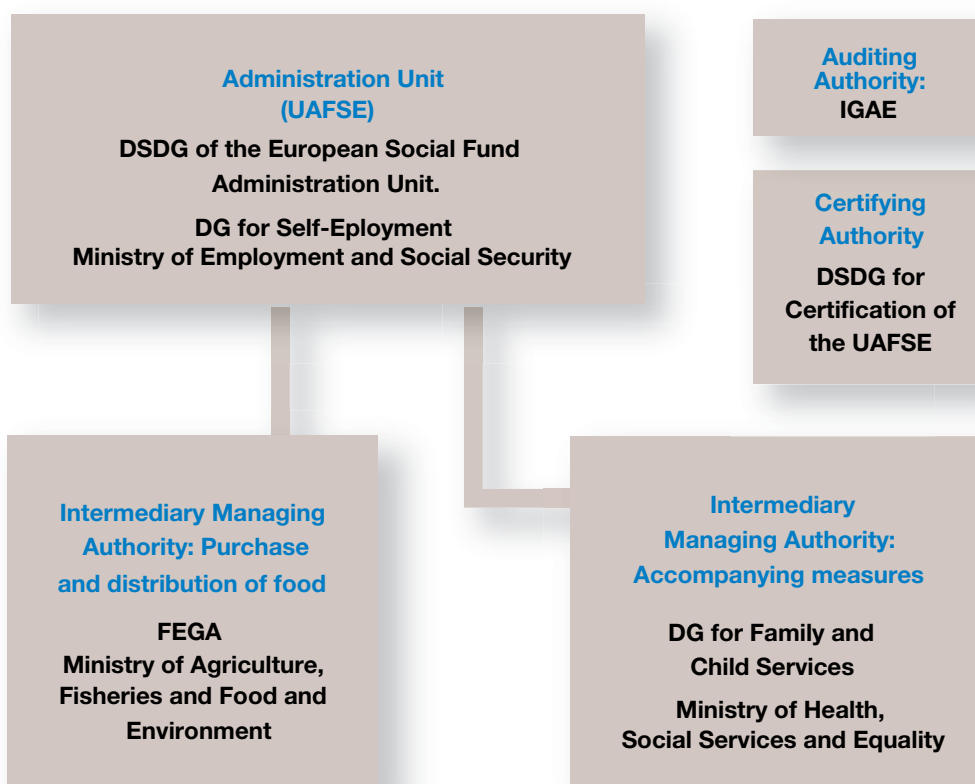 Administration Unit
(UAFSE)
DSDG of the European Social Fund
Administration Unit.
DG for Self-Eployment
Ministry of Employment and Social Security
Auditing
Authority:
IGAE
Certifying
Authority
DSDG for
Certification of
the UAFSE
Intermediary Managing
Authority: Purchase
and distribution of food
FEGA
Ministry of Agriculture,
Fisheries and Food and
Environment
Intermediary
Managing Authority:
Accompanying measures
DG for Family and
Child Services
Ministry of Health,
Social Services and Equality